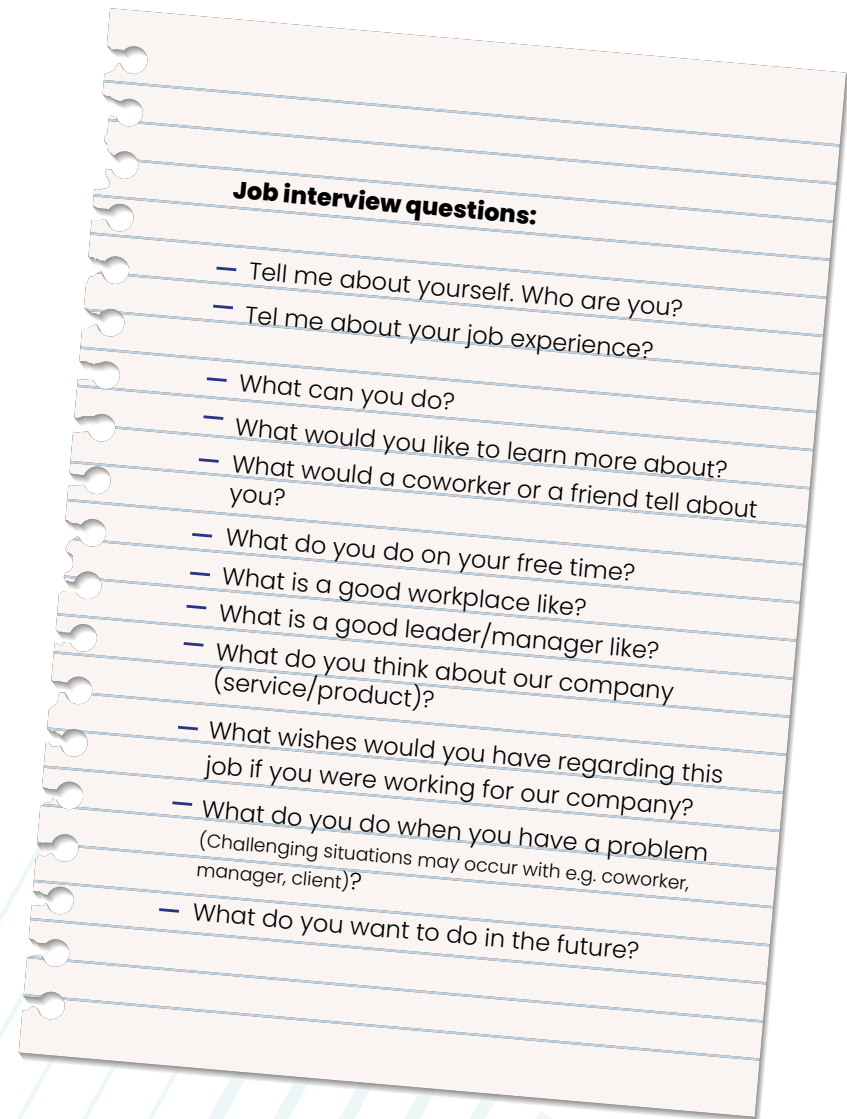 Job interview questions:
– Tell me about yourself. Who are you?
– Tel me about your job experience?
– What can you do?
– What would you like to learn more about?
– What would a coworker or a friend tell about
you?
– What do you do on your free time?
– What is a good workplace like?
– What is a good leader/manager like?
– What do you think about our company
(service/product)?
– What wishes would you have regarding this
job if you were working for our company?
– What do you do when you have a problem
(Challenging situations may occur with e.g. coworker,
manager, client)?
– What do you want to do in the future?